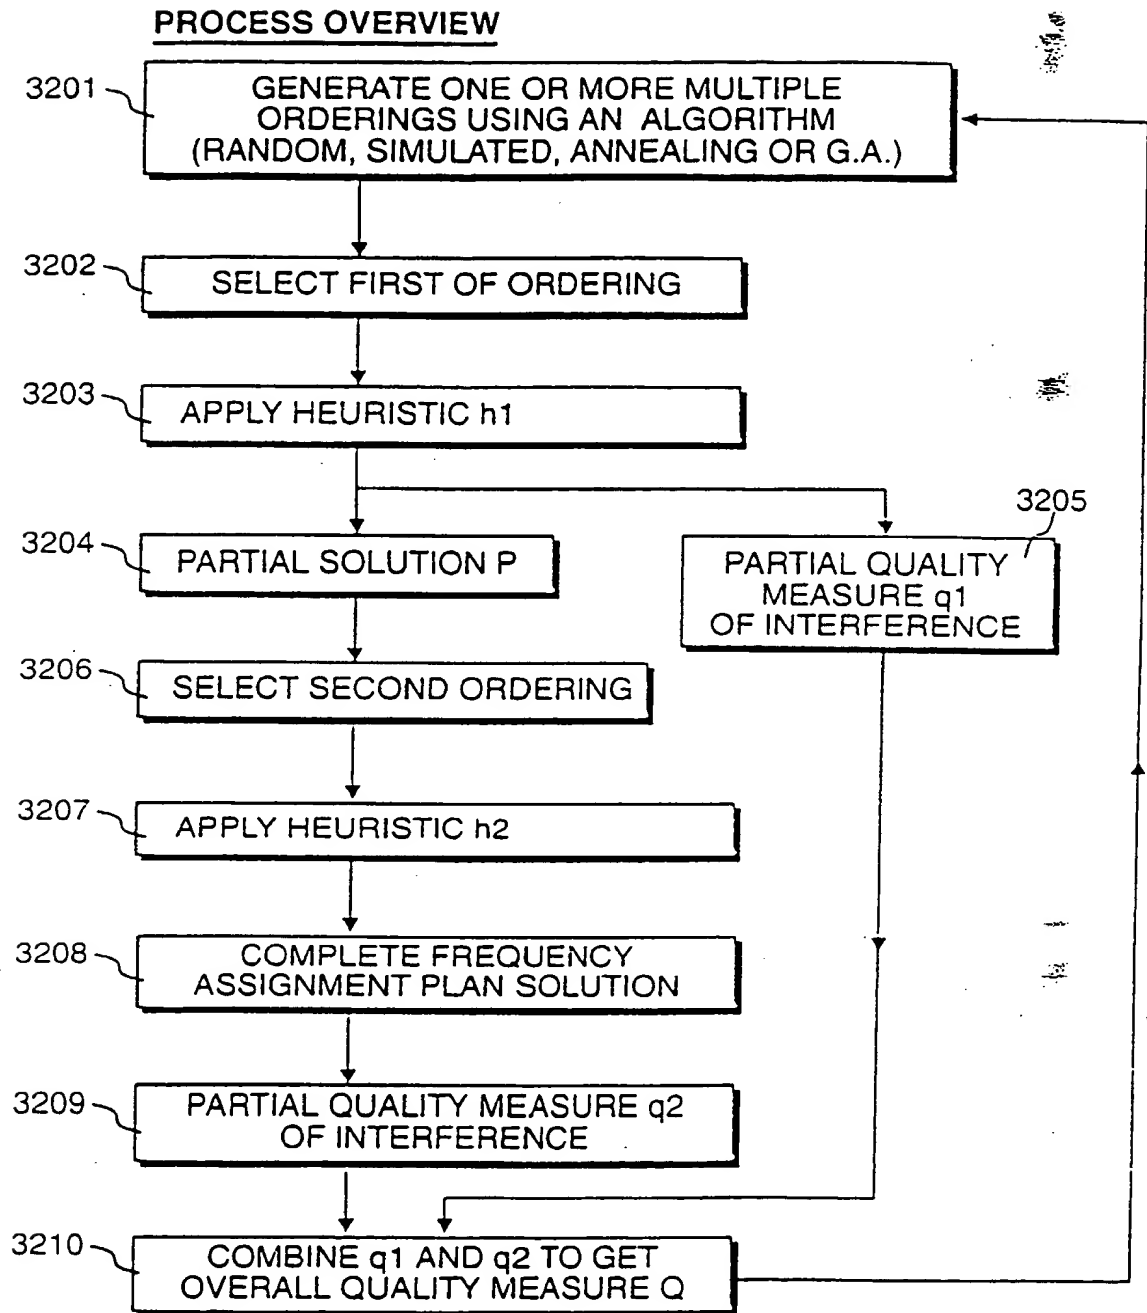 PROCESS OVERVIEW
3201
GENERATE ONE OR MORE MULTIPLE
ORDERINGS USING AN ALGORITHM
(RANDOM, SIMULATED, ANNEALING OR G.A.)
3202
SELECT FIRST OF ORDERING
3203
APPLY HEURISTIC h1
3204
PARTIAL SOLUTION P
3205
PARTIAL QUALITY
MEASURE q1
OF INTERFERENCE
3206
SELECT SECOND ORDERING
3207
APPLY HEURISTIC h2
3208
COMPLETE FREQUENCY
ASSIGNMENT PLAN SOLUTION
3209
PARTIAL QUALITY MEASURE q2
OF INTERFERENCE
3210
COMBINE q1 AND q2 TO GET
OVERALL QUALITY MEASURE Q